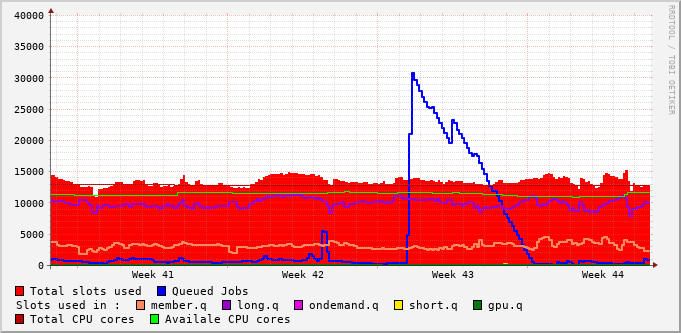 40000
35000
30000
25000
20000
15000
10000
5000
0
Week 41 Week 42 Week 43 Week 44
Total slots used Queued Jobs
Slots used in : member.q long.q ondemand.q short.q gpu.q
Total CPU cores Availale CPU cores
RRDTOOL / TOBI OETIKER